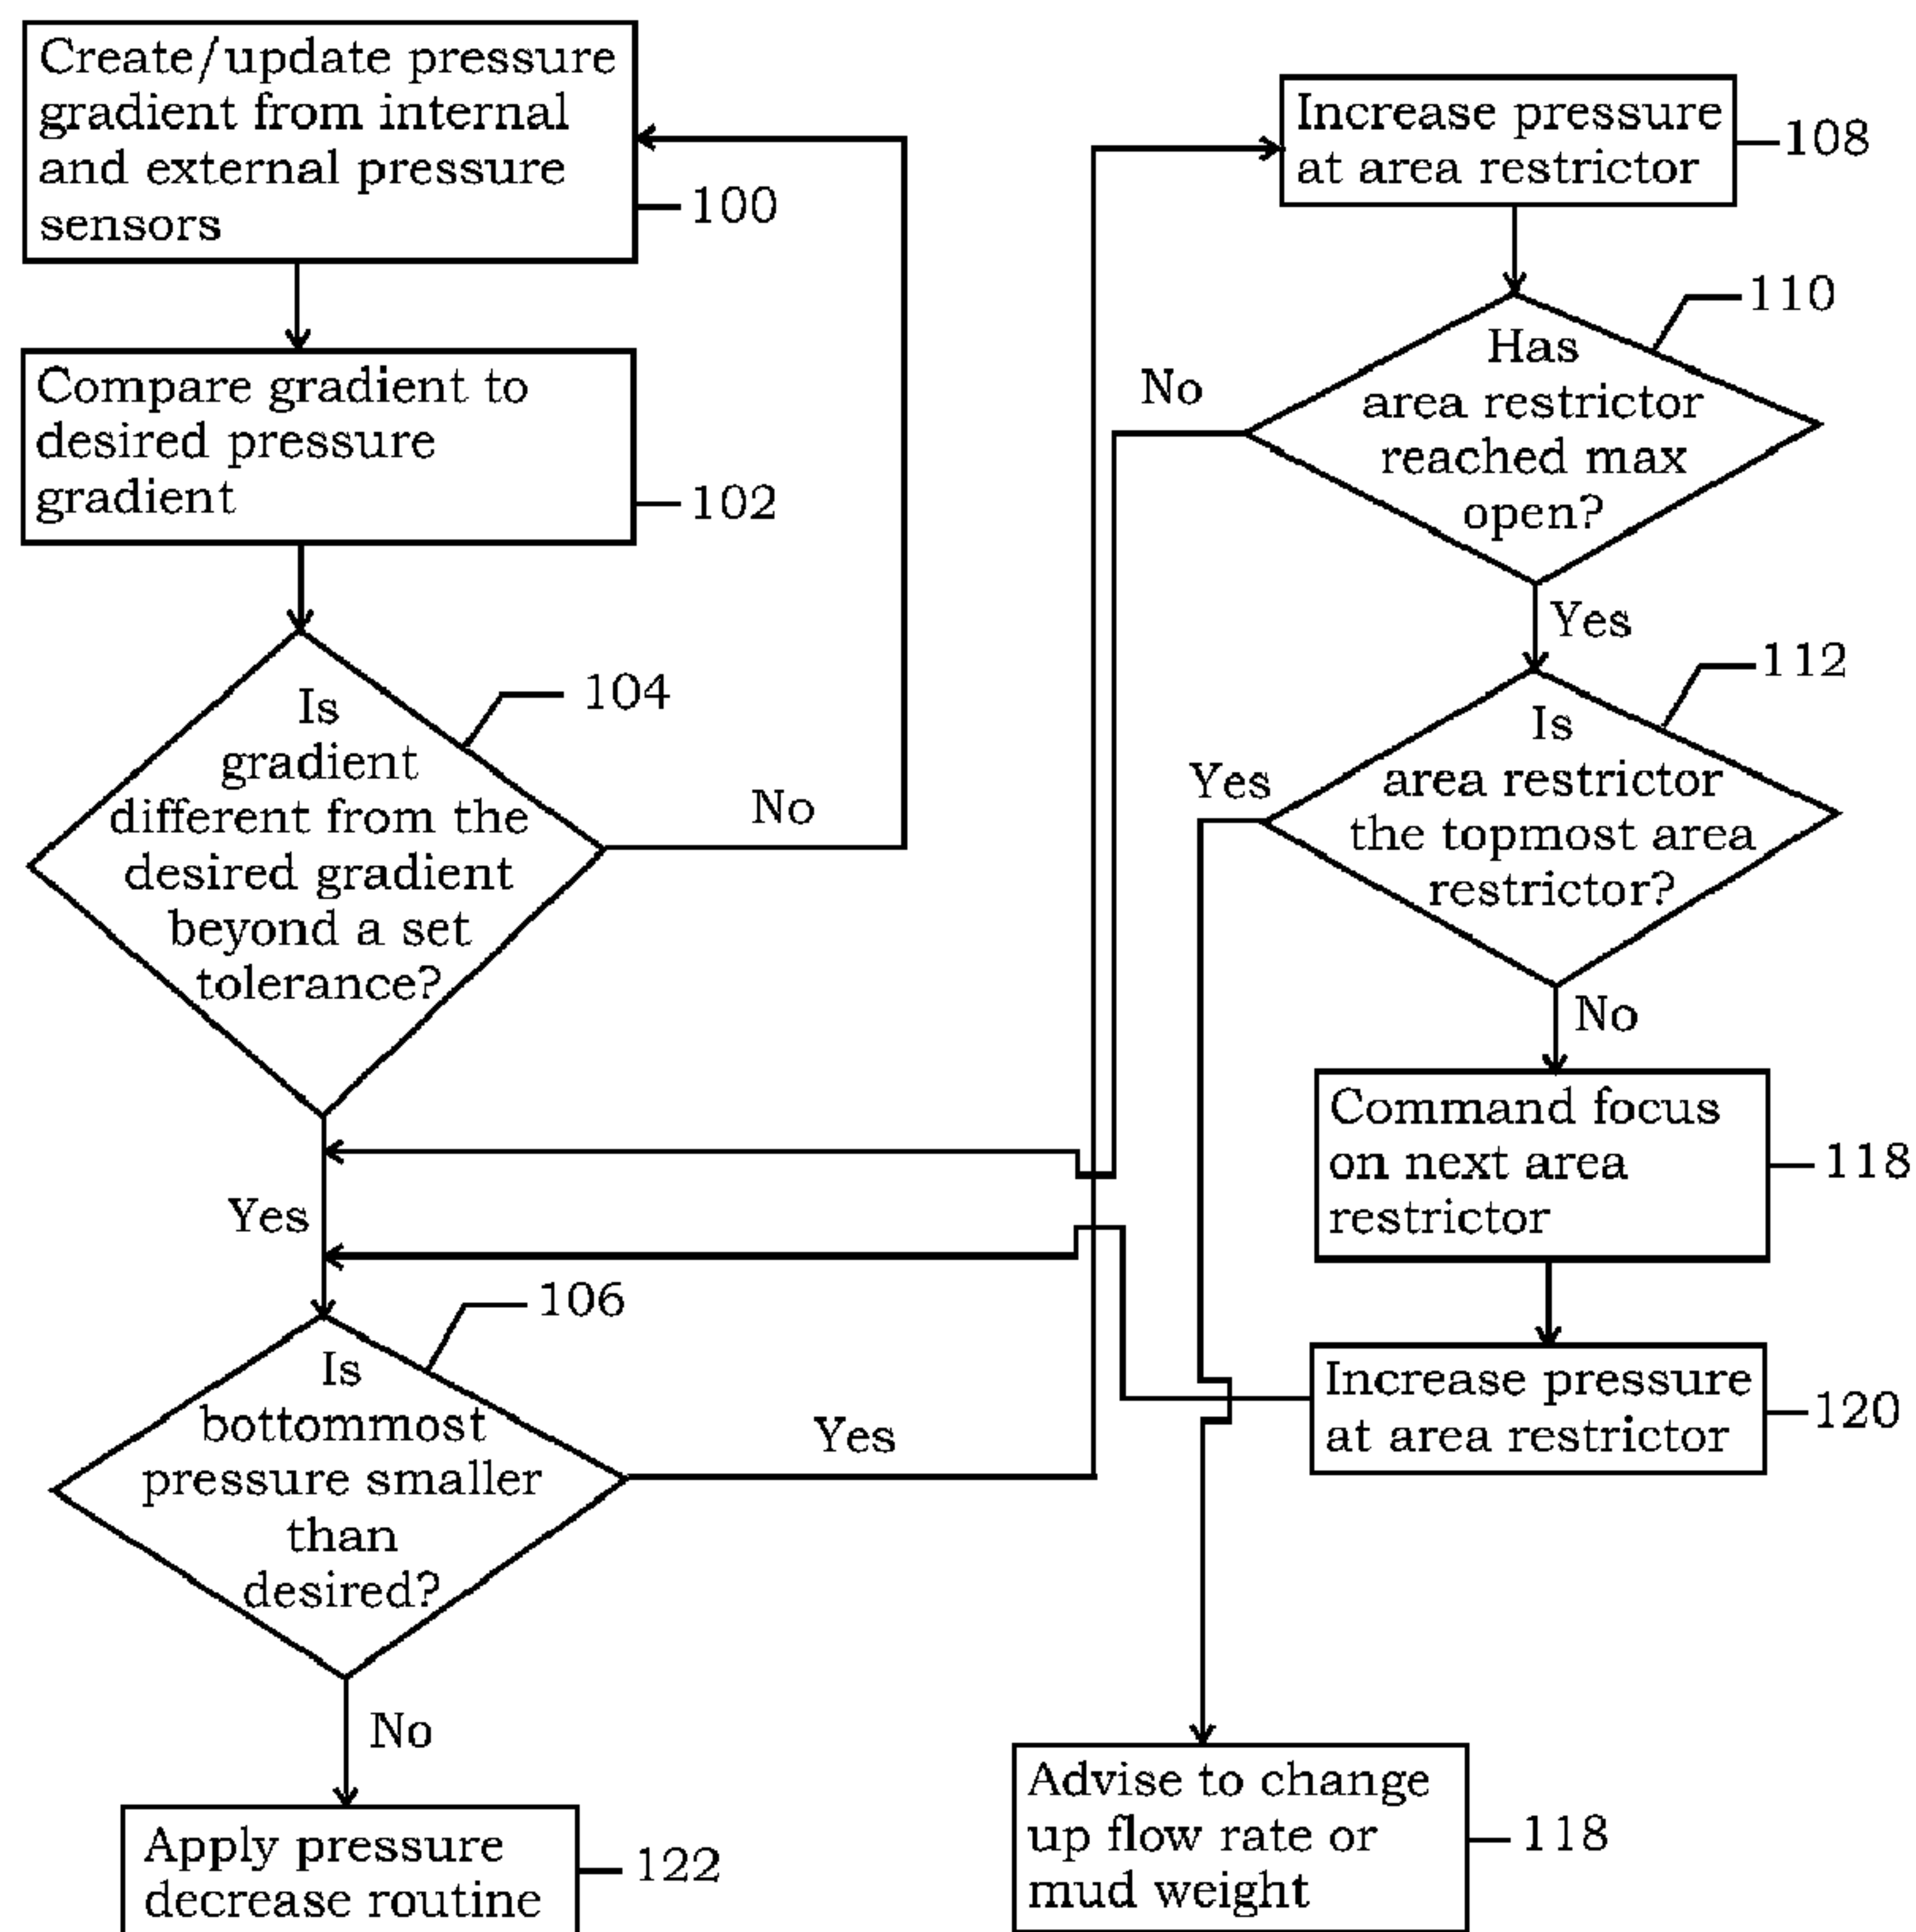 Create/update pressure
gradient from internal
and external pressure
sensors
100
Compare gradient to
desired pressure
gradient
102
Is
gradient
different from the
desired gradient
beyond a set
tolerance?
104
No
Yes
Is
bottommost
pressure smaller
than
desired?
106
Yes
No
Apply pressure
decrease routine
122
Increase pressure
at area restrictor
108
Has
area restrictor
reached max
open?
110
No
Yes
Is
area restrictor
the topmost area
restrictor?
112
Yes
No
Command focus
on next area
restrictor
118
Increase pressure
at area restrictor
120
Advise to change
up flow rate or
mud weight
118